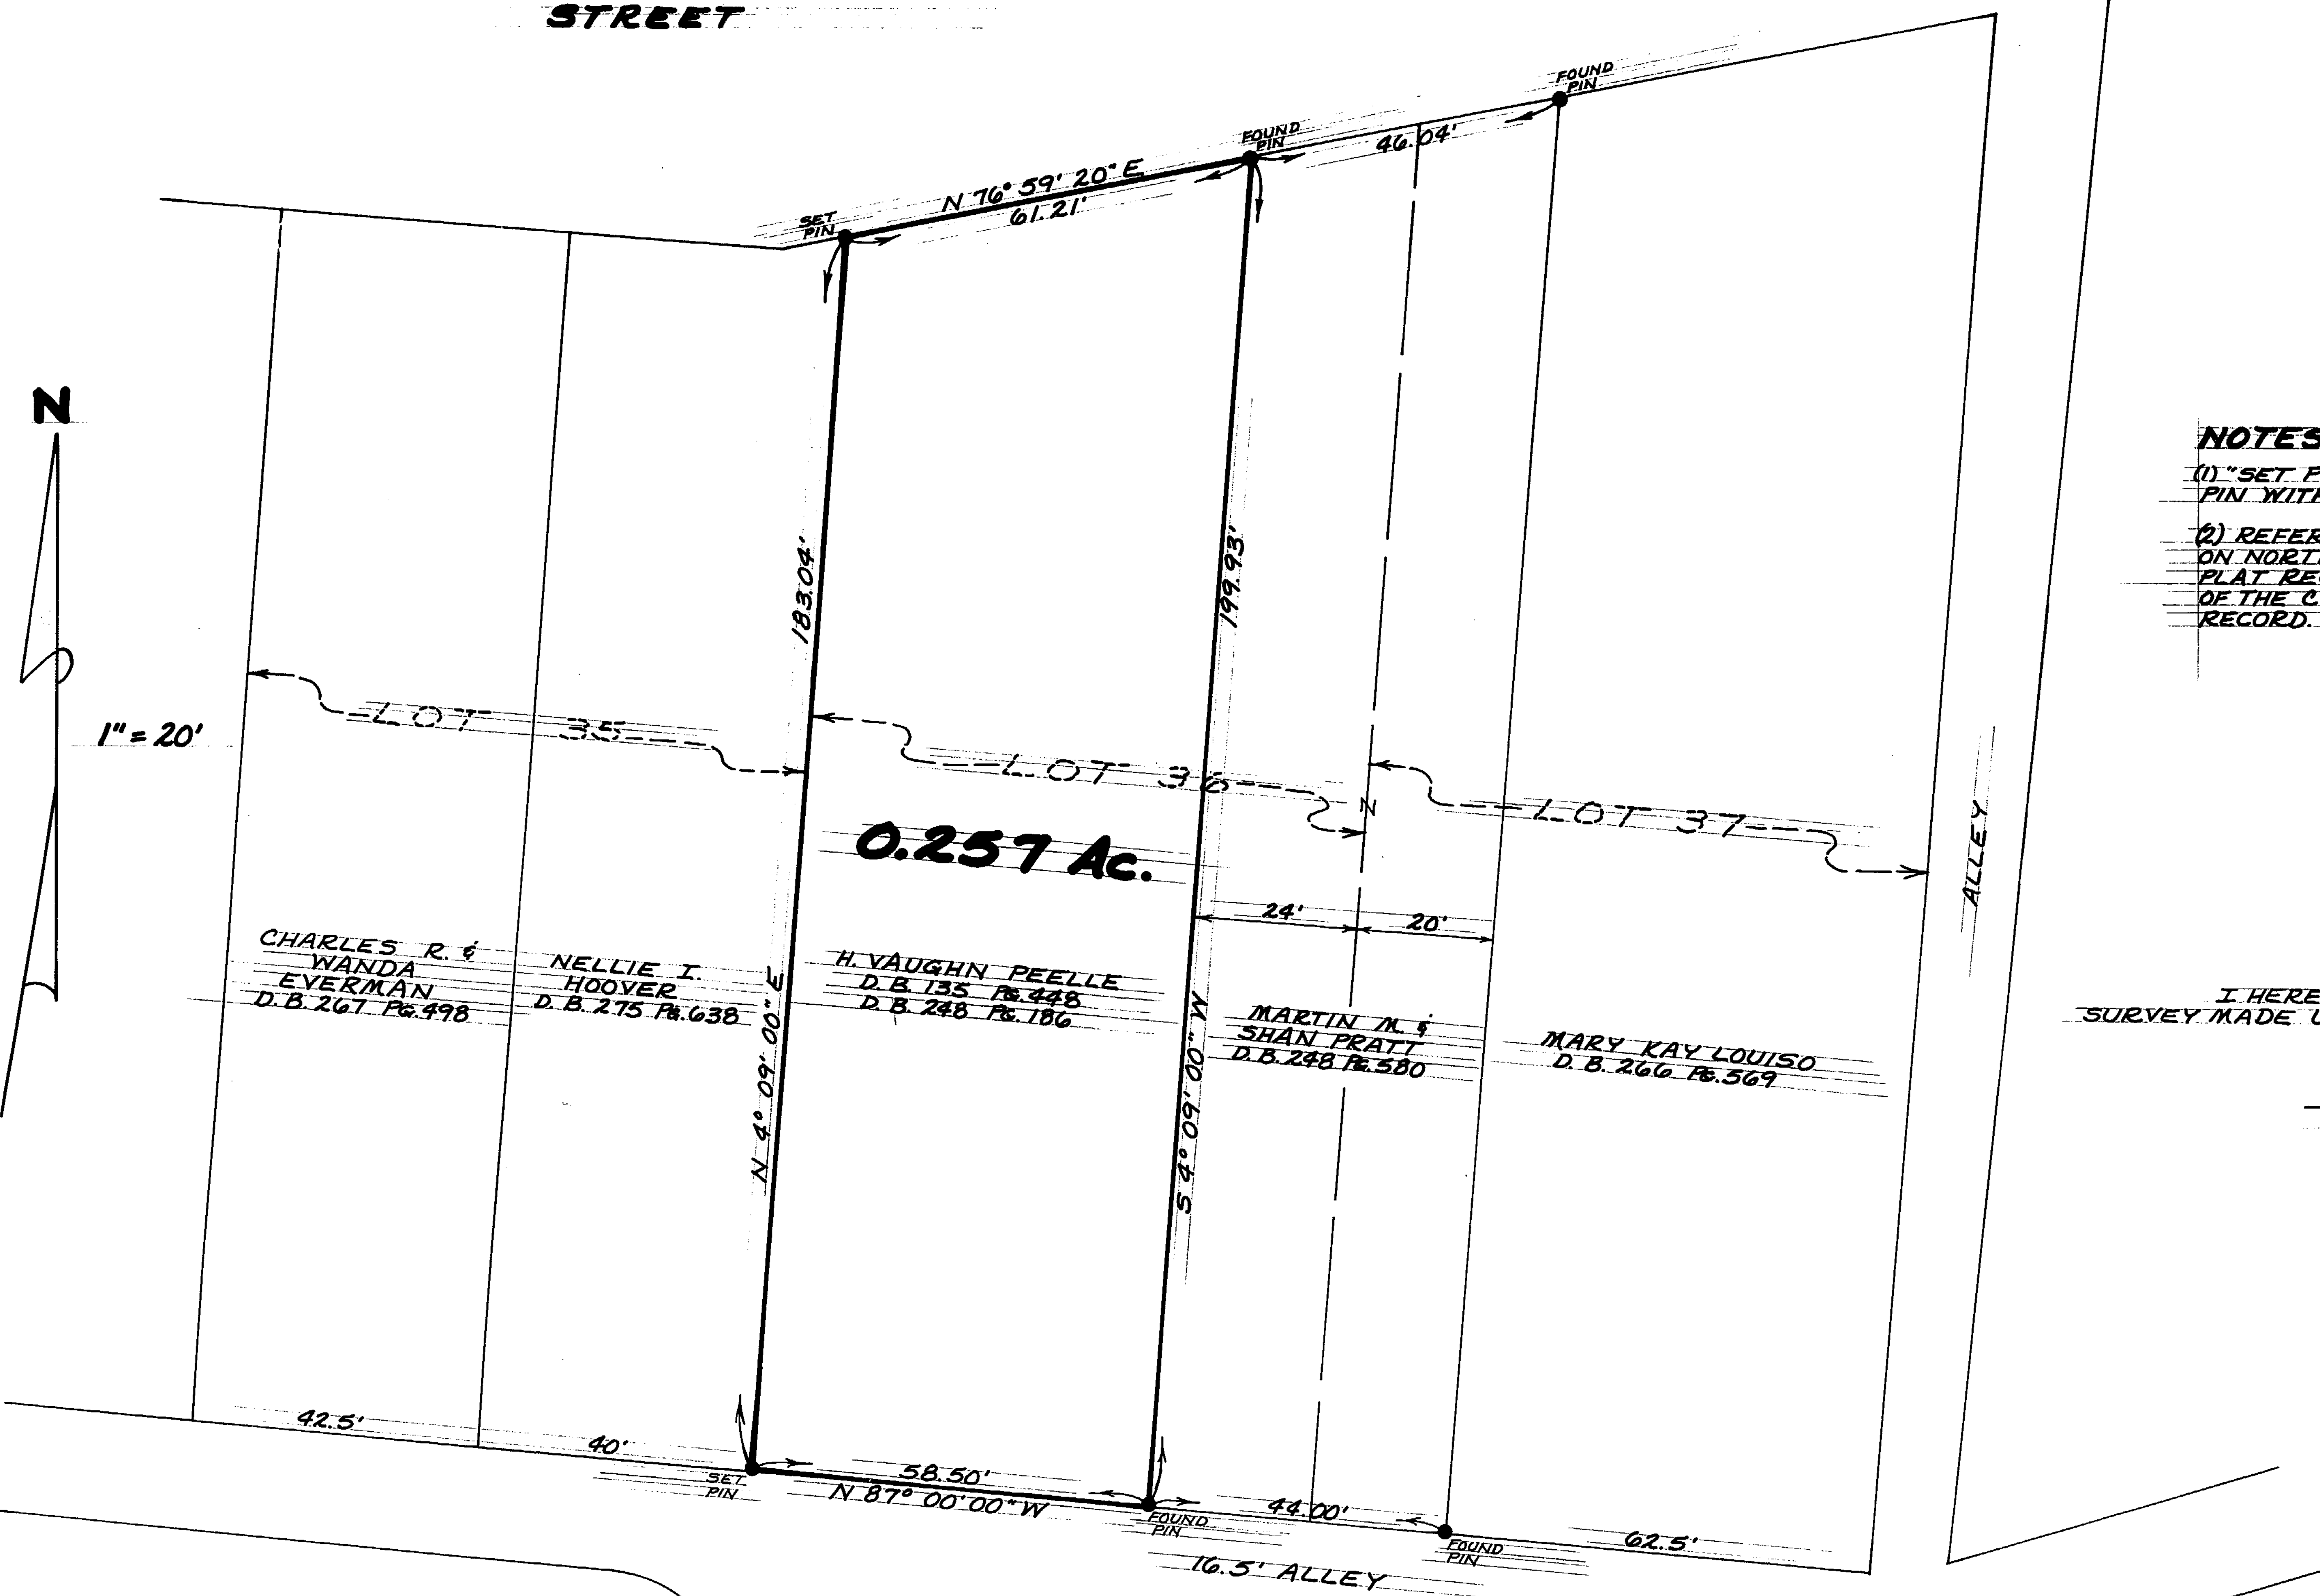 STREET
FOUND
PIN
FOUND
PIN
46.04'
N 76° 59' 20" E
61.21'
SET
PIN
N
1" = 20'
183.04'
199.93'
NOTES
(1) "SET P
PIN WITH
(2) REFER
ON NORTH
PLAT REC
OF THE C
RECORD.
LOT 35
LOT 36
Z
LOT 37
0.257 Ac.
ALLEY
24'
20'
CHARLES R. &
WANDA
EVERMAN
D.B. 267 PG. 498
NELLIE I.
HOOVER
D.B. 275 PG. 638
H. VAUGHN PEELLE
D.B. 135 PG. 448
D.B. 248 PG. 186
MARTIN M. &
SHAN PRATT
D.B. 248 PG. 580
MARY KAY LOUISO
D.B. 266 PG. 569
I HERE
SURVEY MADE U
N 4° 09' 00" E
S 4° 09' 00" W
42.5'
40'
SET
PIN
58.50'
N 87° 00' 00" W
FOUND
PIN
44.00'
FOUND
PIN
62.5'
16.5' ALLEY